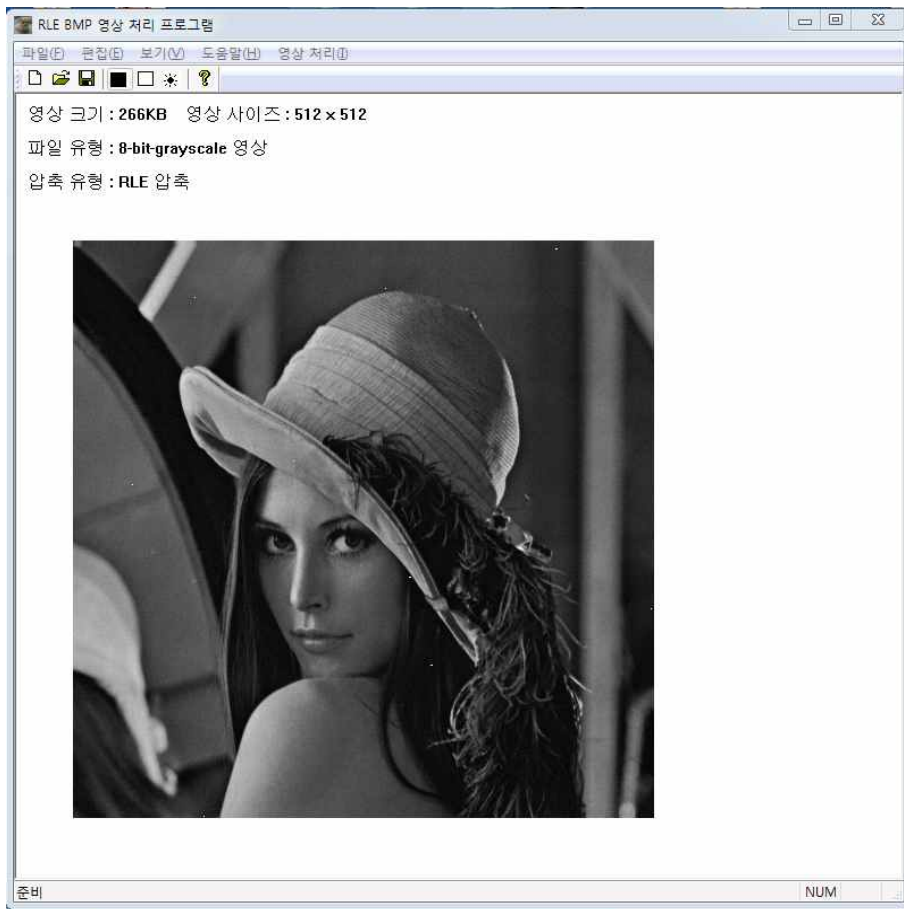 RLE BMP 영상 처리 프로그램
파일(F) 편집(E) 보기(V) 도움말(H) 영상 처리(I)
영상 크기 : 266KB 영상 사이즈 : 512 x 512
파일 유형 : 8-bit-grayscale 영상
압축 유형 : RLE 압축
준비 NUM